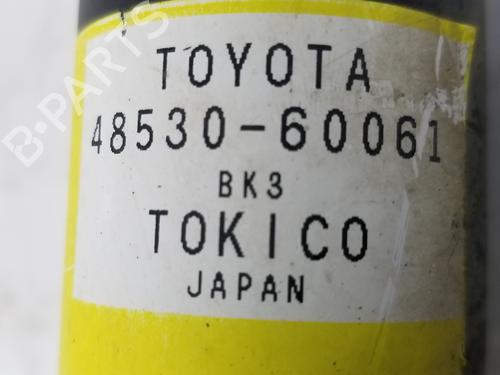 B-PARTS
TOYOTA
48530-60061
BK3
TOKICO
JAPAN